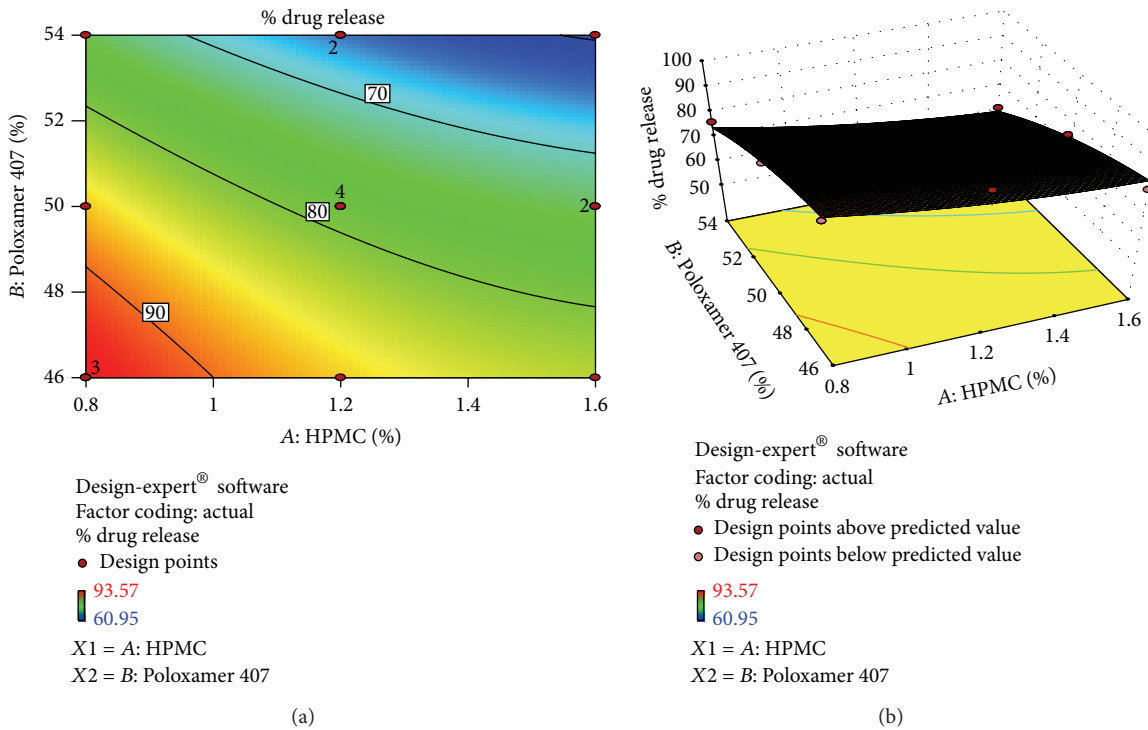 % drug release
54
52
50
48
46
B: Poloxamer 407 (%)
2
70
4
80
2
90
3
0.8
1
1.2
1.4
1.6
A: HPMC (%)
Design-expert® software
Factor coding: actual
% drug release
Design points
93.57
60.95
X1 = A: HPMC
X2 = B: Poloxamer 407
(a)
100
90
80
70
60
50
% drug release
54
52
50
48
46
B: Poloxamer 407 (%)
0.8
1
1.2
1.4
1.6
A: HPMC (%)
Design-expert® software
Factor coding: actual
% drug release
Design points above predicted value
Design points below predicted value
93.57
60.95
X1 = A: HPMC
X2 = B: Poloxamer 407
(b)